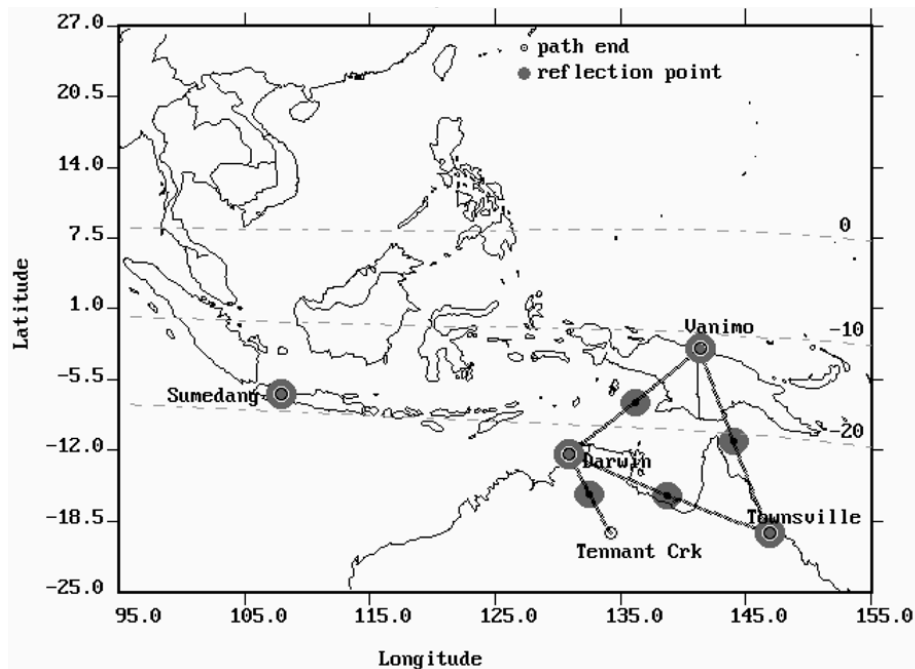 27.0
path end
reflection point
20.5
14.0
0
7.5
Latitude
1.0
Vanimo
-10
-5.5
Sumedang
-20
-12.0
Darwin
-18.5
Townsville
Tennant Crk
-25.0
95.0 105.0 115.0 125.0 135.0 145.0 155.0
Longitude